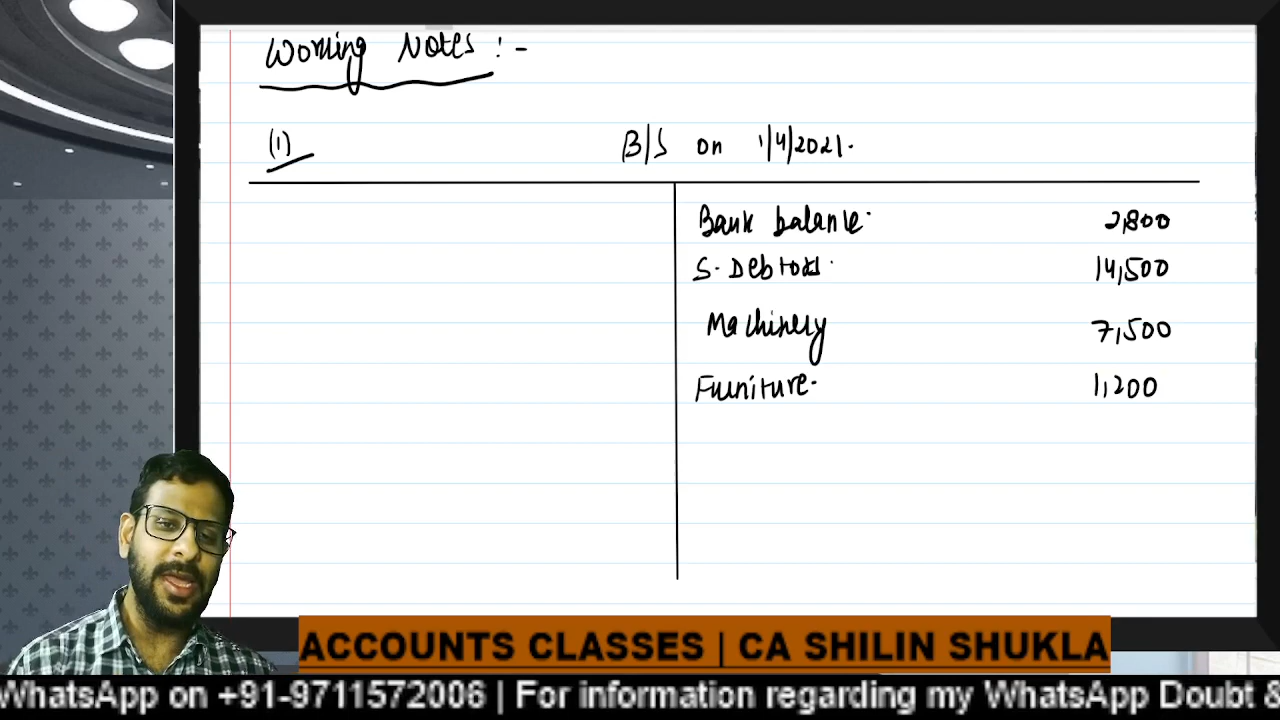 Working Notes :-
(1) B/S on 1/4/2021.
Bank balance. 2,800
S. Debtors. 14,500
Machinery 7,500
Furniture. 1,200
ACCOUNTS CLASSES | CA SHILIN SHUKLA
WhatsApp on +91-9711572006 | For information regarding my WhatsApp Doubt &